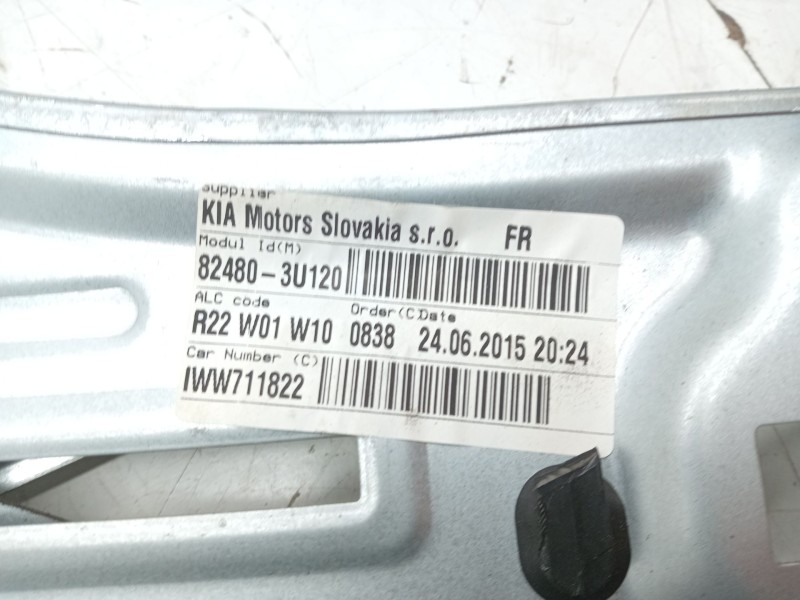 Supplier
KIA Motors Slovakia s.r.o. FR
Modul Id(M)
82480-3U120
ALC code Order(C)Date
R22 W01 W10 0838 24.06.2015 20:24
Car Number (C)
IWW711822